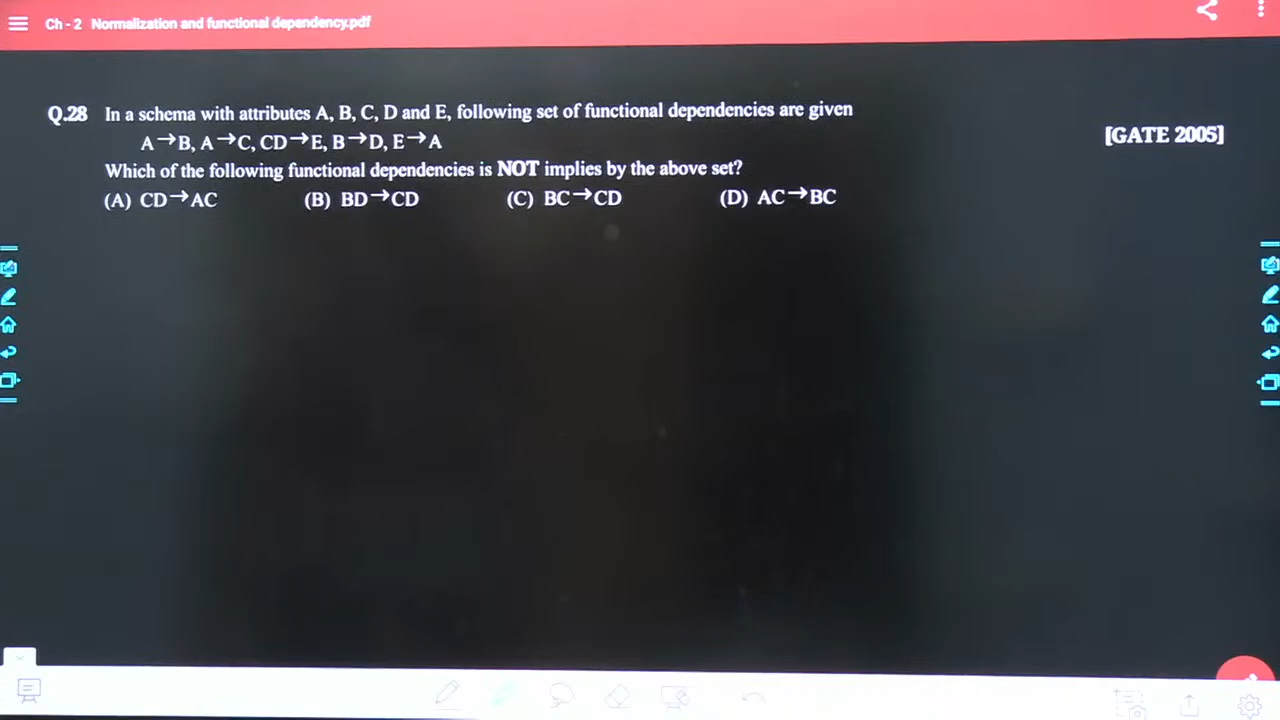 Ch - 2 Normalization and functional dependency.pdf
Q.28 In a schema with attributes A, B, C, D and E, following set of functional dependencies are given
A→B, A→C, CD→E, B→D, E→A
[GATE 2005]
Which of the following functional dependencies is NOT implies by the above set?
(A) CD→AC (B) BD→CD (C) BC→CD (D) AC→BC